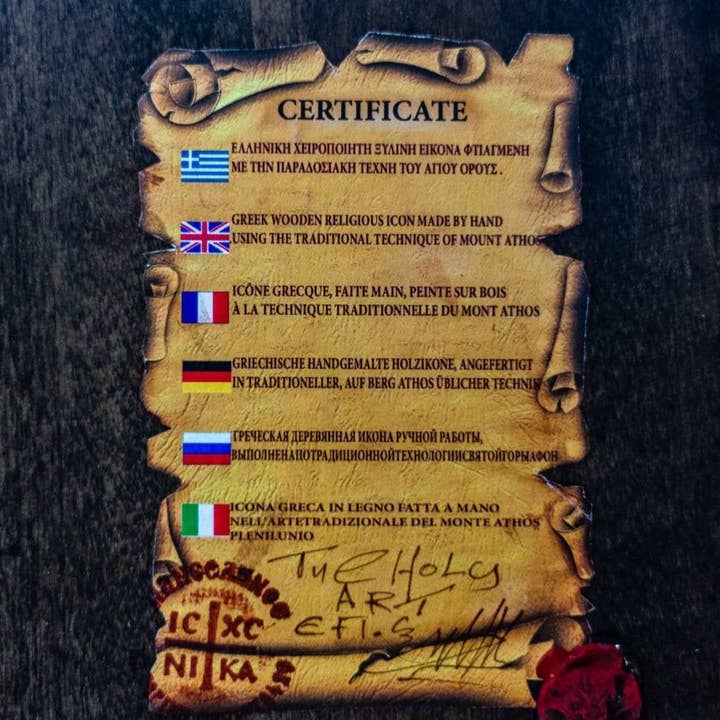 CERTIFICATE
ΕΛΛΗΝΙΚΗ ΧΕΙΡΟΠΟΙΗΤΗ ΞΥΛΙΝΗ ΕΙΚΟΝΑ ΦΤΙΑΓΜΕΝΗ
ΜΕ ΤΗΝ ΠΑΡΑΔΟΣΙΑΚΗ ΤΕΧΝΗ ΤΟΥ ΑΓΙΟΥ ΟΡΟΥΣ.
GREEK WOODEN RELIGIOUS ICON MADE BY HAND
USING THE TRADITIONAL TECHNIQUE OF MOUNT ATHOS
ICÔNE GRECQUE, FAITE MAIN, PEINTE SUR BOIS
À LA TECHNIQUE TRADITIONNELLE DU MONT ATHOS
GRIECHISCHE HANDGEMALTE HOLZIKONE, ANGEFERTIGT
IN TRADITIONELLER, AUF BERG ATHOS ÜBLICHER TECHNIK
ГРЕЧЕСКАЯ ДЕРЕВЯННАЯ ИКОНА РУЧНОЙ РАБОТЫ,
ВЫПОЛНЕНАПОТРАДИЦИОННОЙТЕХНОЛОГИИСВЯТОЙГОРЫАФОН
ICONA GRECA IN LEGNO FATTA A MANO
NELL'ARTETRADIZIONALE DEL MONTE ATHOS
PLENILUNIO
THE HOLY
ART
IC XC
NI KA